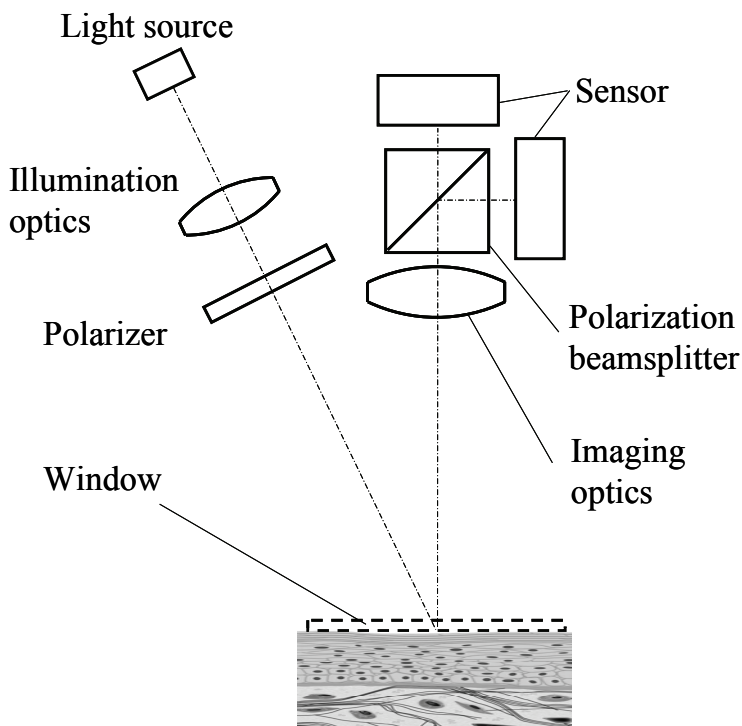 Light source
Sensor
Illumination
optics
Polarizer
Polarization
beamsplitter
Imaging
optics
Window